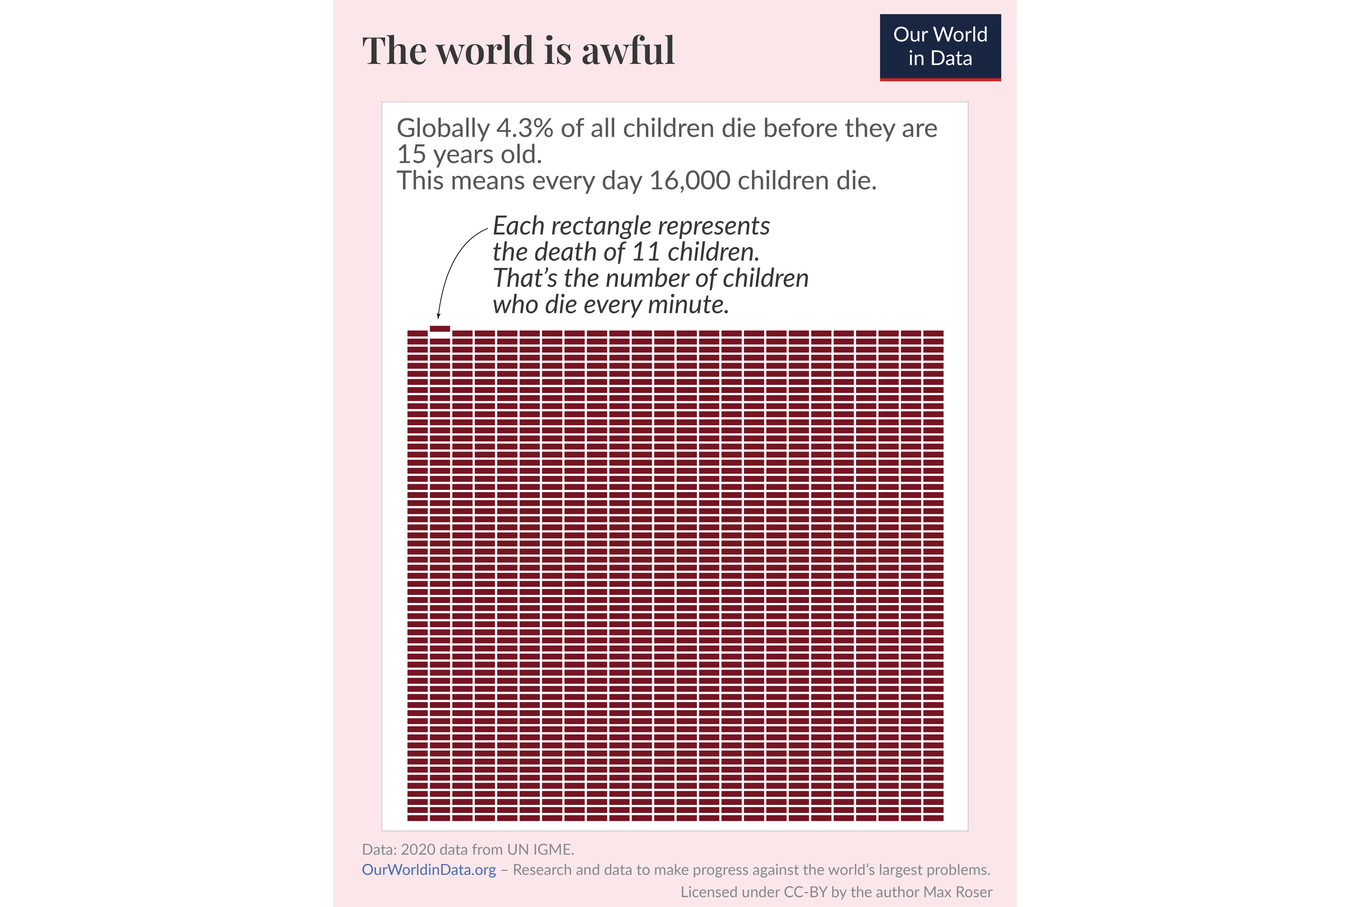 The world is awful
Our World
in Data
Globally 4.3% of all children die before they are
15 years old.
This means every day 16,000 children die.
Each rectangle represents
the death of 11 children.
That's the number of children
who die every minute.
Data: 2020 data from UN IGME.
OurWorldinData.org – Research and data to make progress against the world's largest problems.
Licensed under CC-BY by the author Max Roser